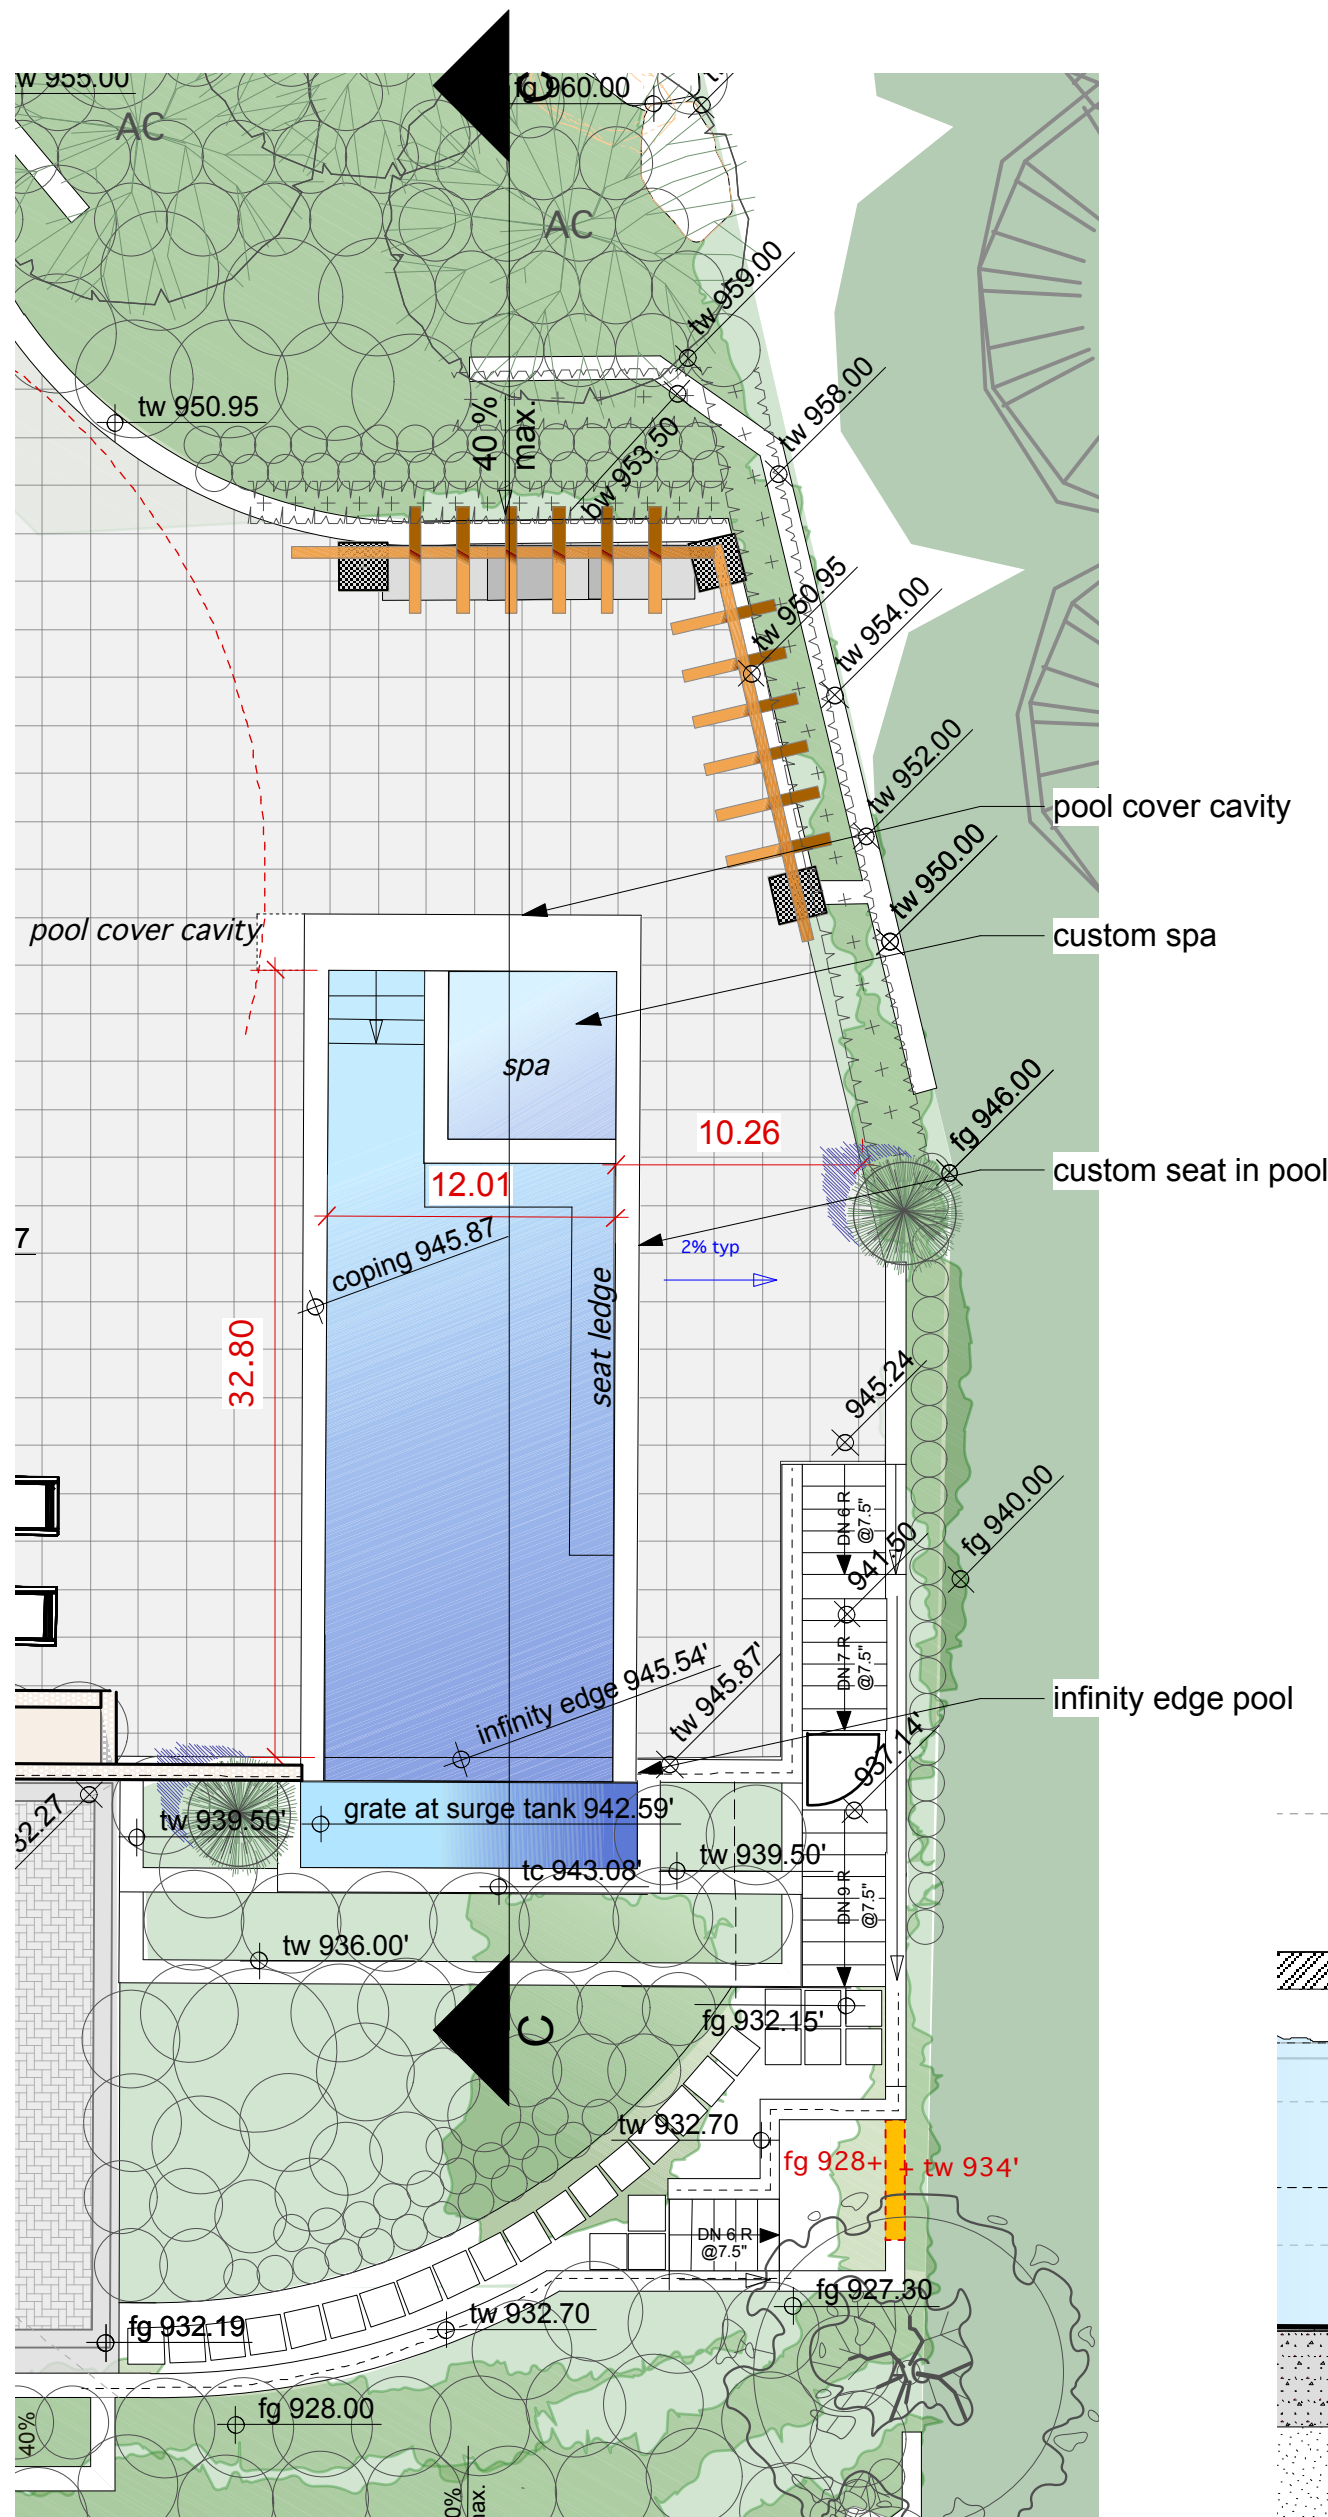 tw 955.00
fg 960.00
C
AC
AC
tw 959.00
tw 958.00
tw 950.95
40 %
max.
bw 953.50
tw 950.95
tw 954.00
tw 952.00
pool cover cavity
tw 950.00
pool cover cavity
custom spa
spa
fg 946.00
10.26
custom seat in pool
12.01
7
coping 945.87
2% typ
seat ledge
32.80
945.24
DN 6 R
@7.5"
fg 940.00
941.50
DN 7 R
@7.5"
infinity edge 945.54'
tw 945.87'
infinity edge pool
937.14'
grate at surge tank 942.59'
tw 939.50'
32.27
tw 939.50'
tc 943.08'
DN 9 R
@7.5"
tw 936.00'
fg 932.15'
C
tw 932.70
fg 928+
+ tw 934'
DN 6 R
@7.5"
fg 927.30
tw 932.70
fg 932.19
fg 928.00
40%
0%
max.